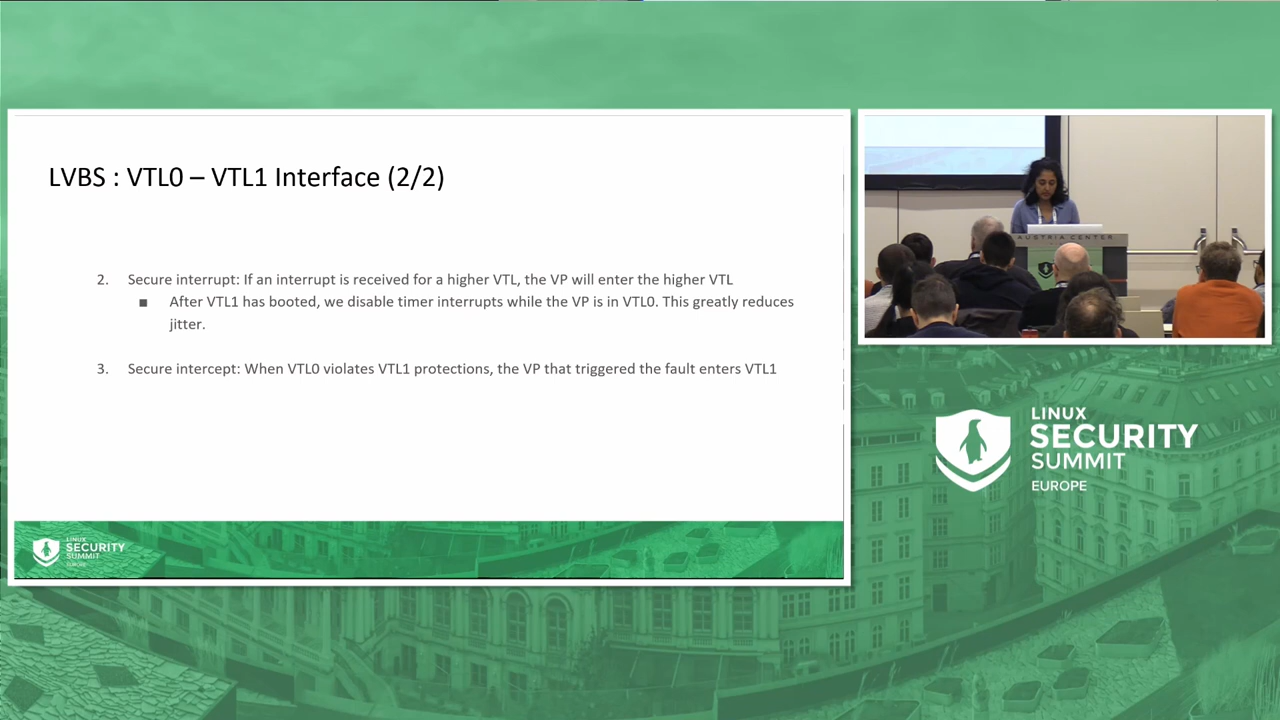 LVBS : VTL0 – VTL1 Interface (2/2)
2. Secure interrupt: If an interrupt is received for a higher VTL, the VP will enter the higher VTL
■ After VTL1 has booted, we disable timer interrupts while the VP is in VTL0. This greatly reduces
jitter.
3. Secure intercept: When VTL0 violates VTL1 protections, the VP that triggered the fault enters VTL1
LINUX
SECURITY
SUMMIT
EUROPE
AUSTRIA CENTER
LINUX
SECURITY
SUMMIT
EUROPE